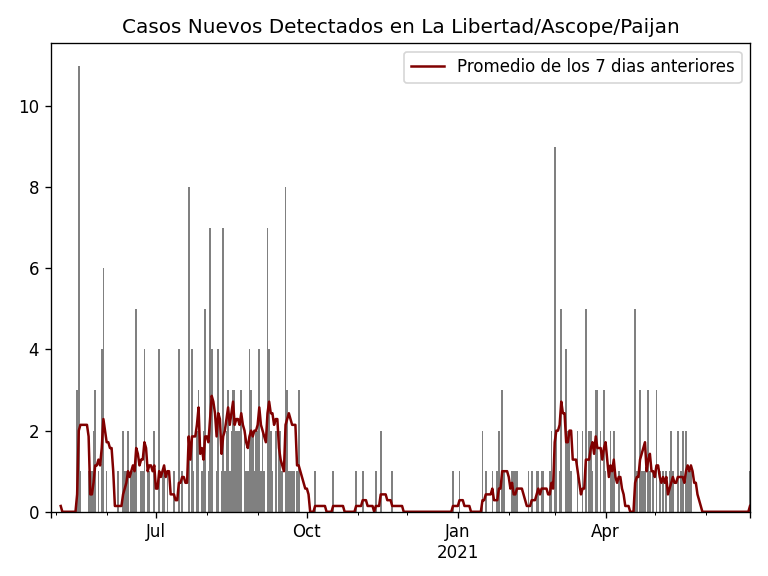 Casos Nuevos Detectados en La Libertad/Ascope/Paijan
Promedio de los 7 dias anteriores
10
8
6
4
2
0
Jul
Oct
Jan
Apr
2021